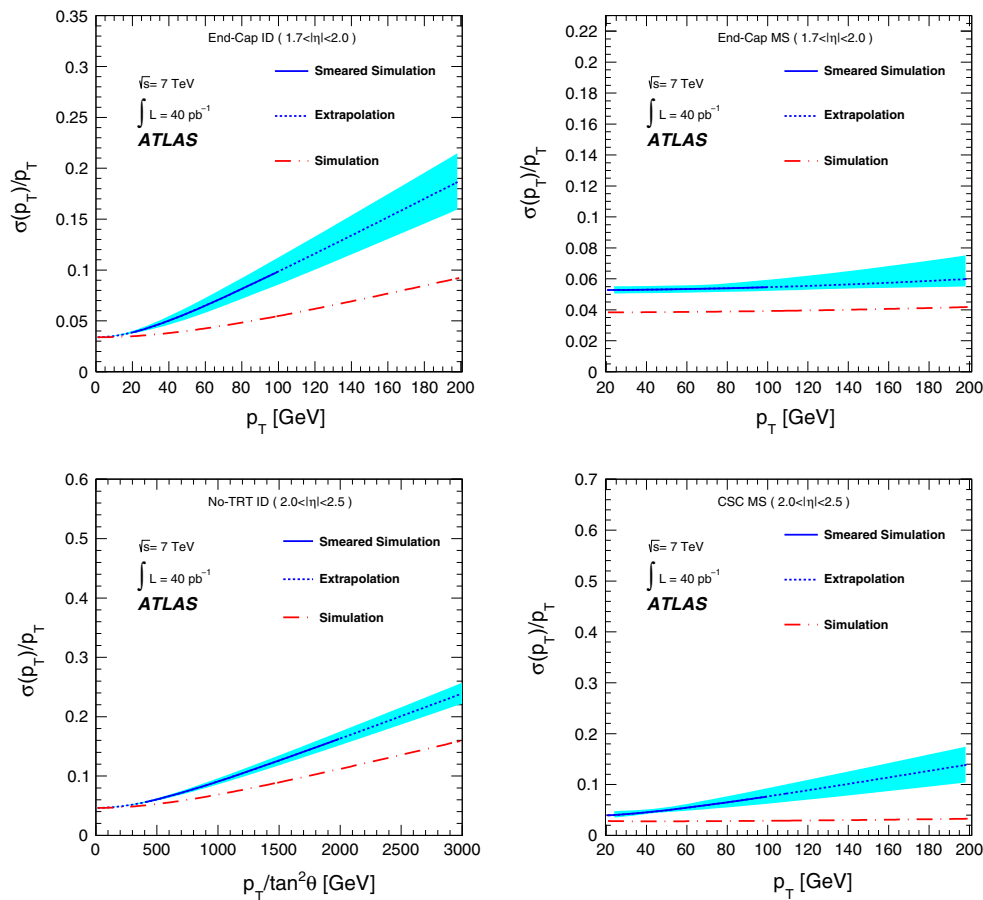 End-Cap ID ( 1.7<|η|<2.0 )
√s= 7 TeV
∫ L = 40 pb⁻¹
ATLAS
Smeared Simulation
Extrapolation
Simulation
σ(p_T)/p_T
0.35
0.3
0.25
0.2
0.15
0.1
0.05
0
0 20 40 60 80 100 120 140 160 180 200
p_T [GeV]
End-Cap MS ( 1.7<|η|<2.0 )
√s= 7 TeV
∫ L = 40 pb⁻¹
ATLAS
Smeared Simulation
Extrapolation
Simulation
σ(p_T)/p_T
0.22
0.2
0.18
0.16
0.14
0.12
0.1
0.08
0.06
0.04
0.02
0
20 40 60 80 100 120 140 160 180 200
p_T [GeV]
No-TRT ID ( 2.0<|η|<2.5 )
√s= 7 TeV
∫ L = 40 pb⁻¹
ATLAS
Smeared Simulation
Extrapolation
Simulation
σ(p_T)/p_T
0.6
0.5
0.4
0.3
0.2
0.1
0
0 500 1000 1500 2000 2500 3000
p_T/tan²θ [GeV]
CSC MS ( 2.0<|η|<2.5 )
√s= 7 TeV
∫ L = 40 pb⁻¹
ATLAS
Smeared Simulation
Extrapolation
Simulation
σ(p_T)/p_T
0.7
0.6
0.5
0.4
0.3
0.2
0.1
0
20 40 60 80 100 120 140 160 180 200
p_T [GeV]